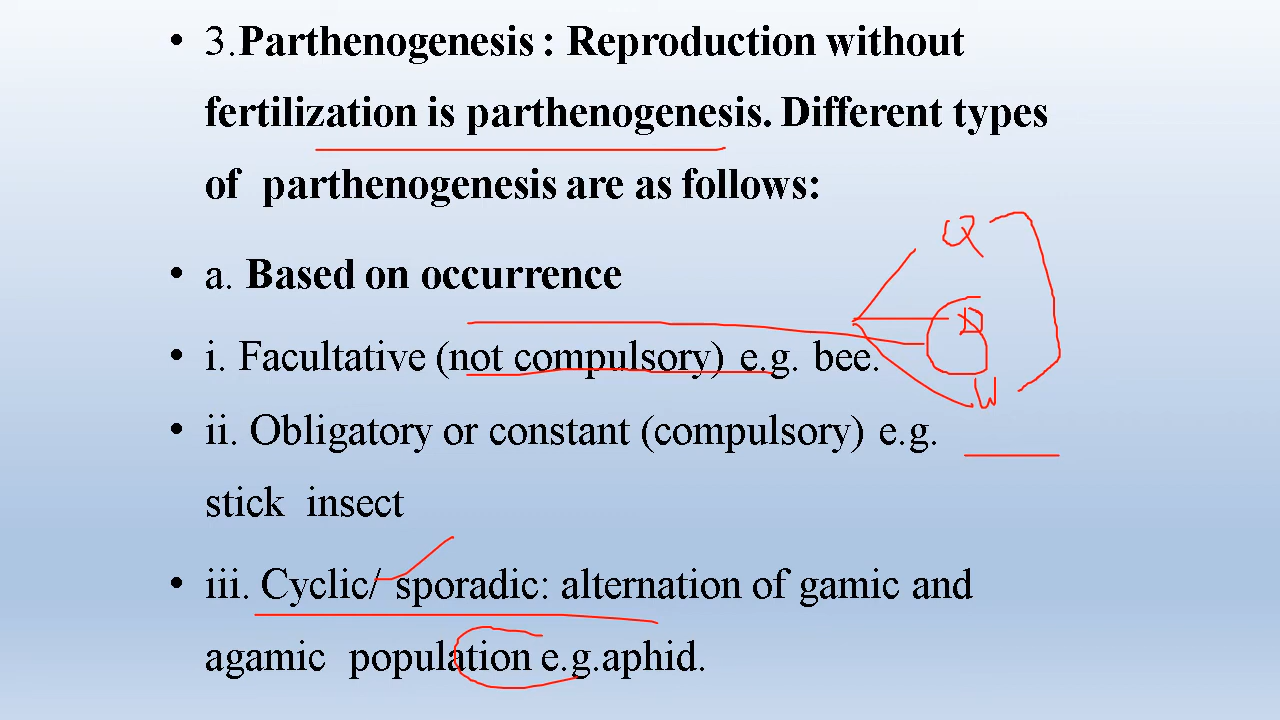 • 3.Parthenogenesis : Reproduction without
fertilization is parthenogenesis. Different types
of parthenogenesis are as follows:
• a. Based on occurrence
Q
D
• i. Facultative (not compulsory) e.g. bee.
W
• ii. Obligatory or constant (compulsory) e.g.
stick insect
• iii. Cyclic/ sporadic: alternation of gamic and
agamic population e.g.aphid.